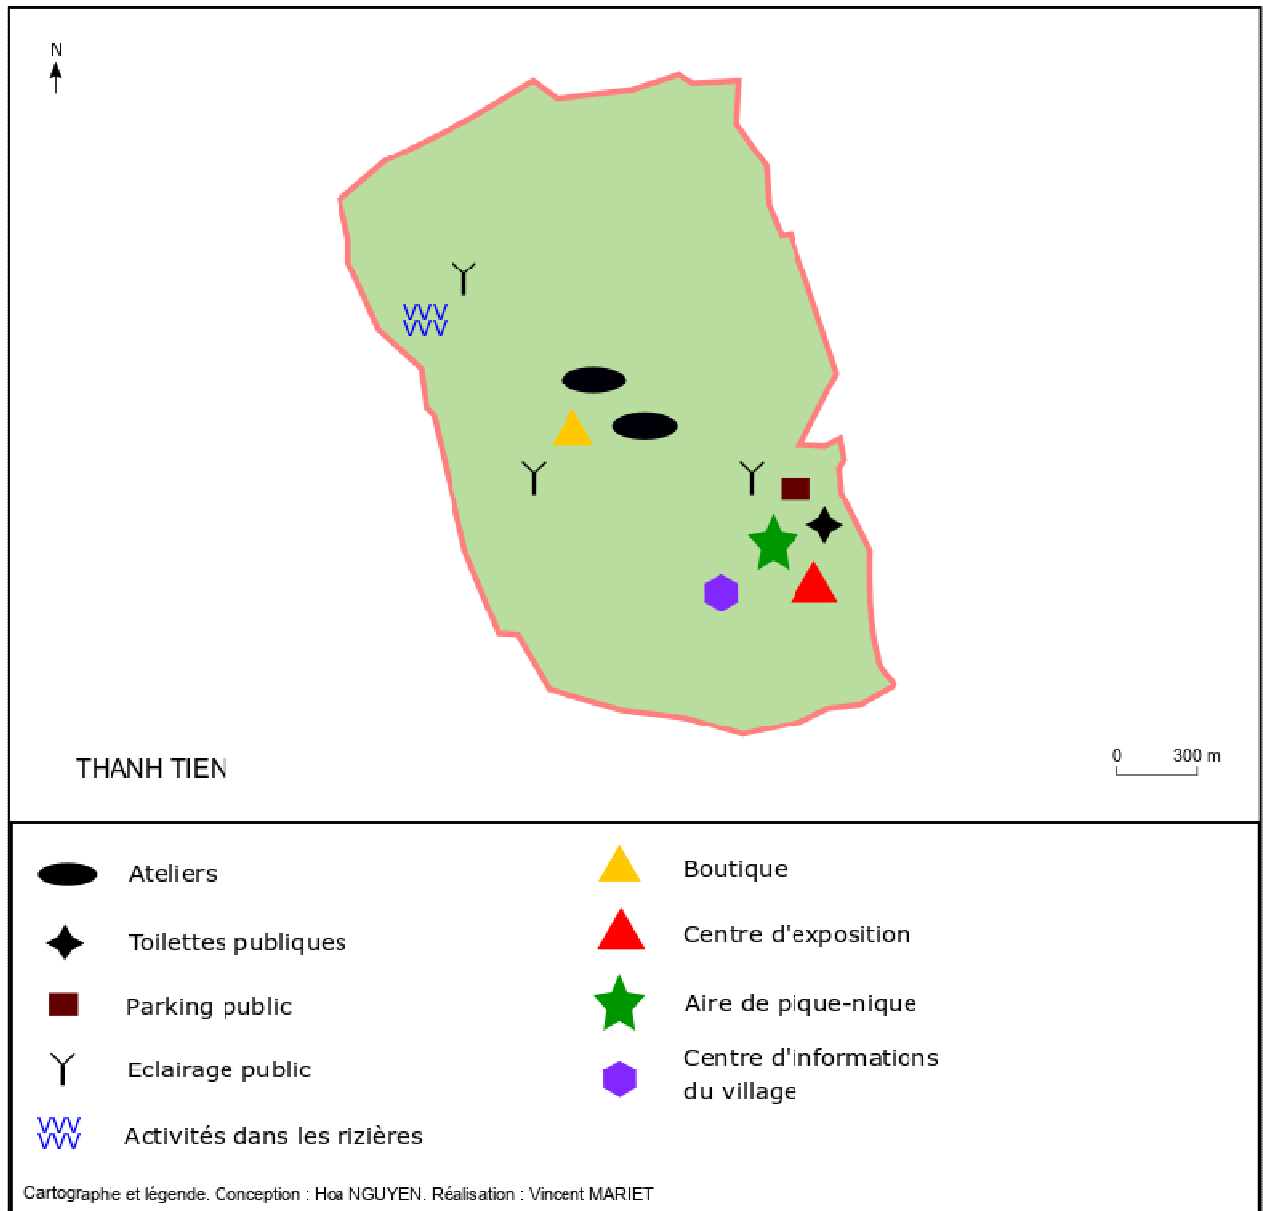 N
THANH TIEN
0 300 m
Ateliers
Boutique
Toilettes publiques
Centre d'exposition
Parking public
Aire de pique-nique
Eclairage public
Centre d'informations
du village
Activités dans les rizières
Cartographie et légende. Conception : Hoa NGUYEN. Réalisation : Vincent MARIET